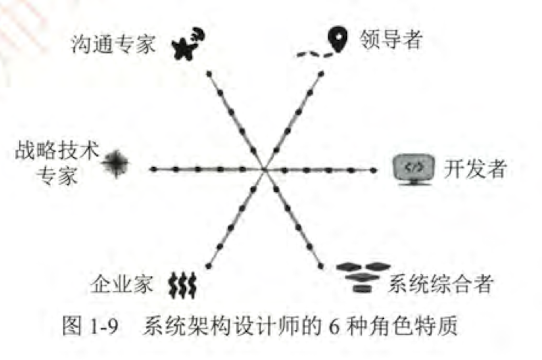 沟通专家
领导者
战略技术
专家
</>
开发者
企业家
系统综合者
图 1-9 系统架构设计师的 6 种角色特质